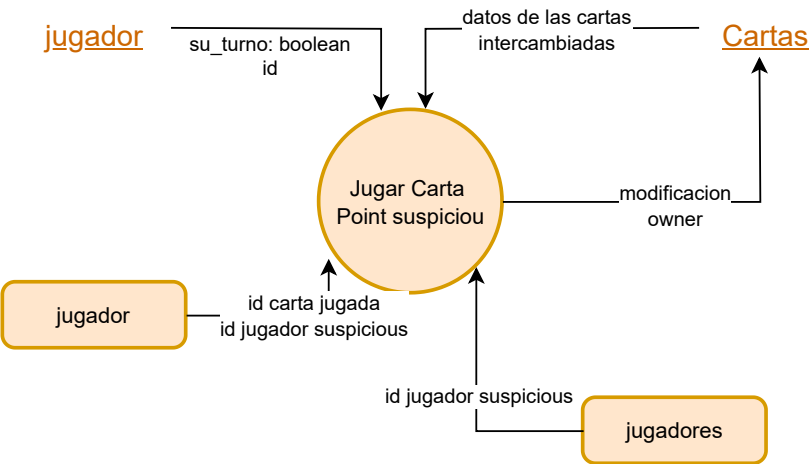 jugador
su_turno: boolean
id
datos de las cartas
intercambiadas
Cartas
Jugar Carta
Point suspiciou
modificacion
owner
jugador
id carta jugada
id jugador suspicious
id jugador suspicious
jugadores